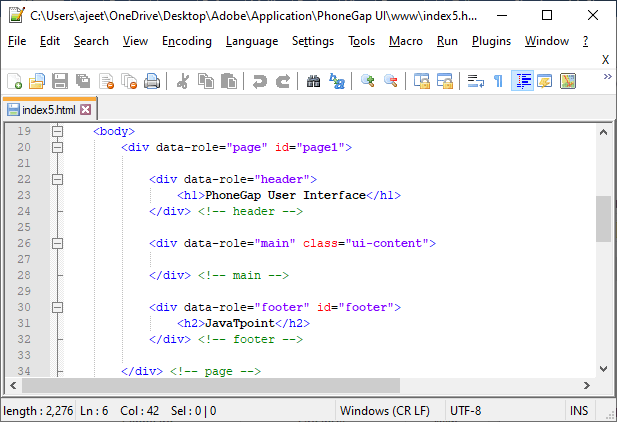 C:\Users\ajeet\OneDrive\Desktop\Adobe\Application\PhoneGap UI\www\index5.h...
File Edit Search View Encoding Language Settings Tools Macro Run Plugins Window ?
X
index5.html
19 <body>
20 <div data-role="page" id="page1">
21
22 <div data-role="header">
23 <h1>PhoneGap User Interface</h1>
24 </div> <!-- header -->
25
26 <div data-role="main" class="ui-content">
27
28 </div> <!-- main -->
29
30 <div data-role="footer" id="footer">
31 <h2>JavaTpoint</h2>
32 </div> <!-- footer -->
33
34 </div> <!-- page -->
length : 2,276 Ln : 6 Col : 42 Sel : 0 | 0 Windows (CR LF) UTF-8 INS